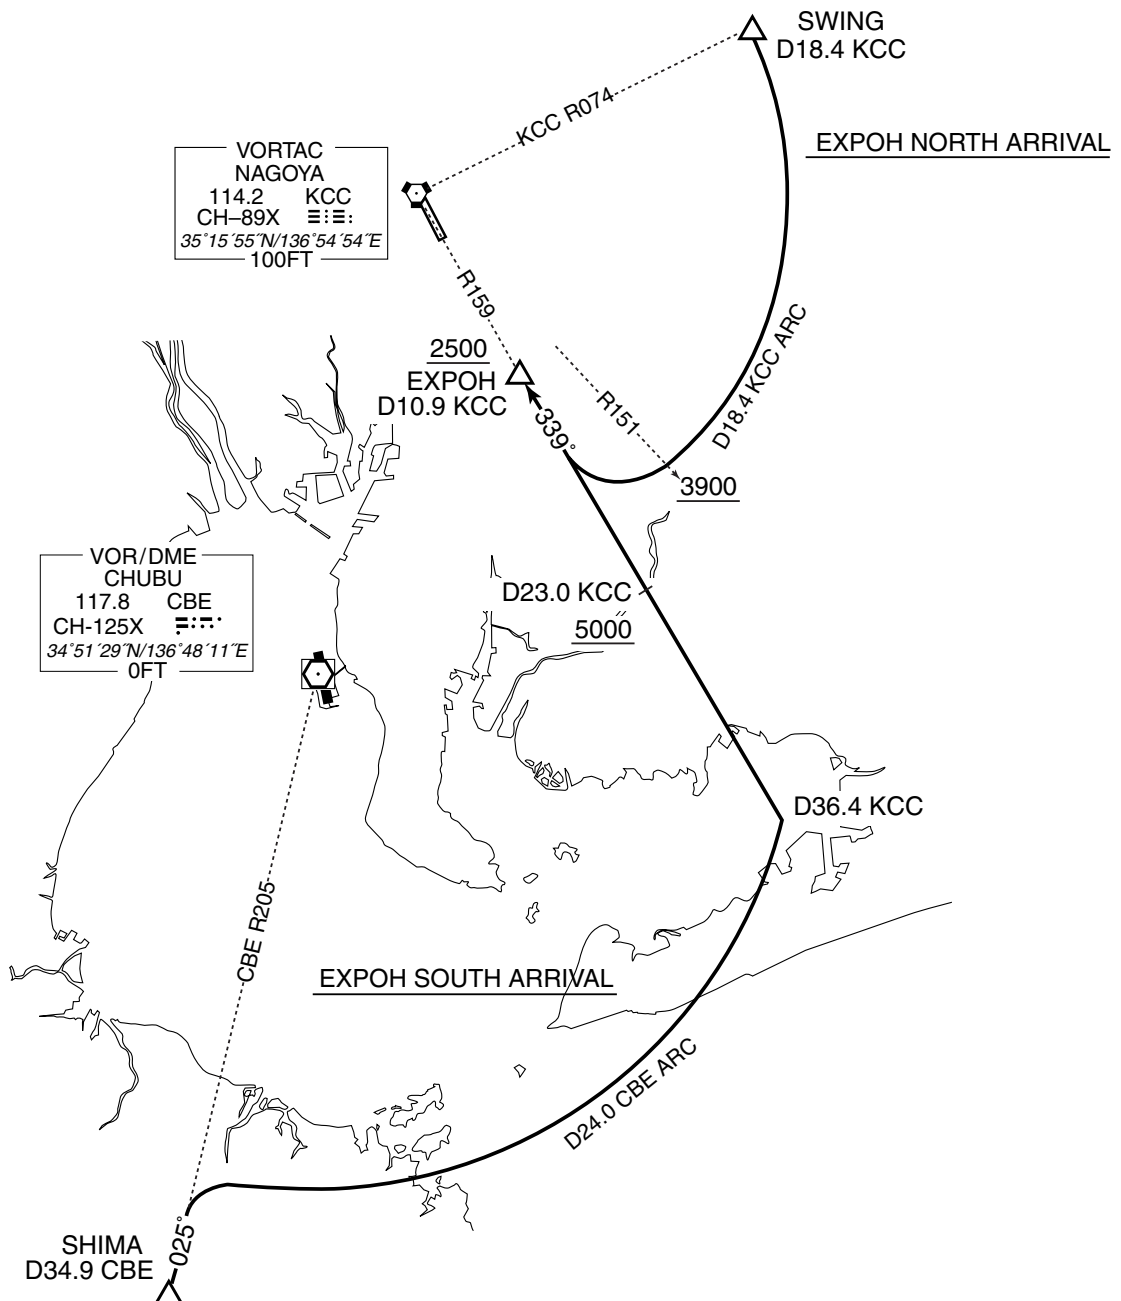 SWING
D18.4 KCC
KCC R074
EXPOH NORTH ARRIVAL
VORTAC
NAGOYA
114.2 KCC
CH–89X
35°15´55˝N/136°54´54˝E
100FT
R159
2500
EXPOH
D10.9 KCC
339°
R151
D18.4 KCC ARC
3900
VOR/DME
CHUBU
117.8 CBE
CH-125X
34°51´29˝N/136°48´11˝E
0FT
D23.0 KCC
5000
D36.4 KCC
CBE R205
EXPOH SOUTH ARRIVAL
D24.0 CBE ARC
025°
SHIMA
D34.9 CBE